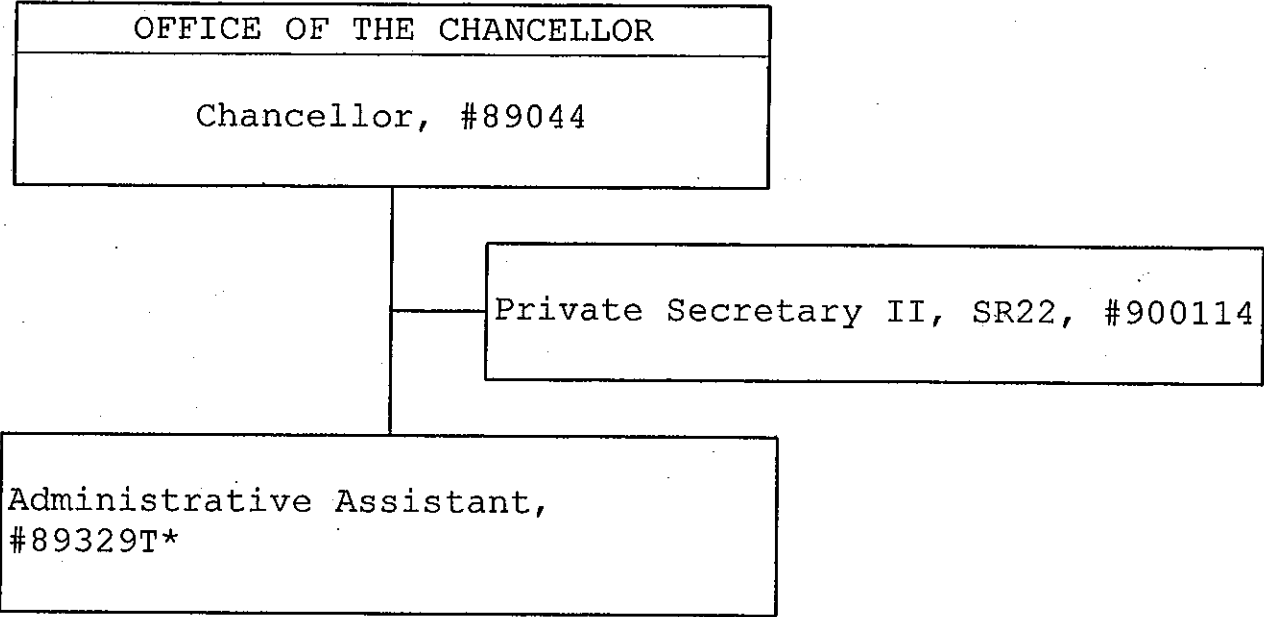 OFFICE OF THE CHANCELLOR
Chancellor, #89044
Private Secretary II, SR22, #900114
Administrative Assistant,
#89329T*